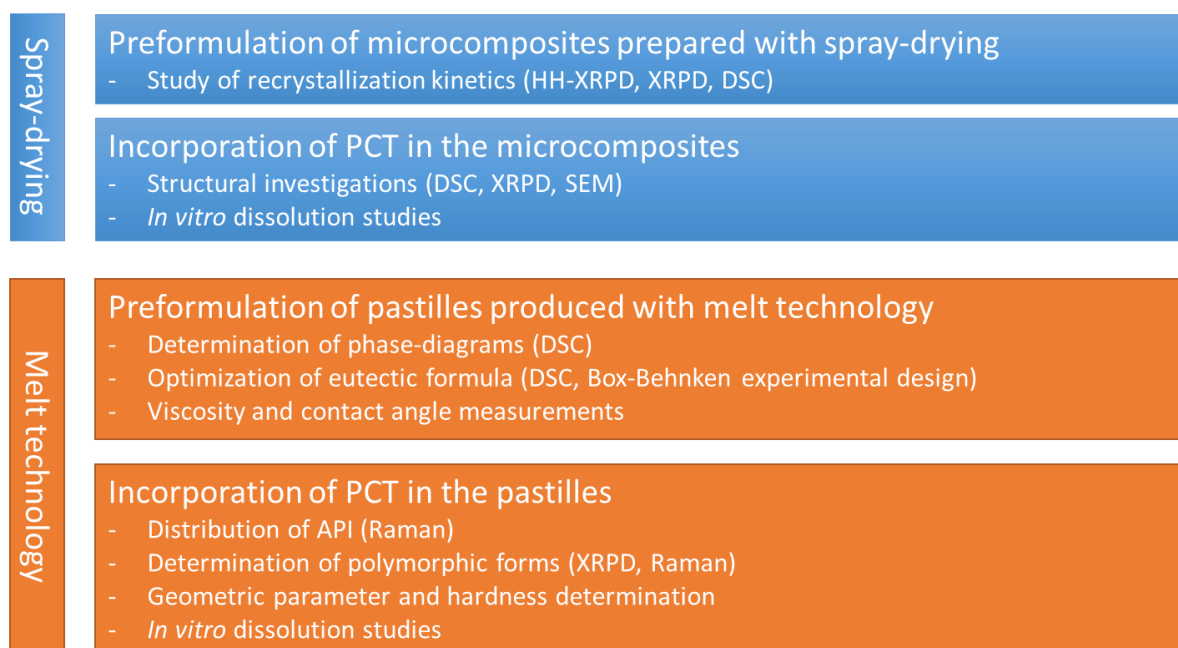 Spray-drying
Preformulation of microcomposites prepared with spray-drying
- Study of recrystallization kinetics (HH-XRPD, XRPD, DSC)
Incorporation of PCT in the microcomposites
- Structural investigations (DSC, XRPD, SEM)
- In vitro dissolution studies
Melt technology
Preformulation of pastilles produced with melt technology
- Determination of phase-diagrams (DSC)
- Optimization of eutectic formula (DSC, Box-Behnken experimental design)
- Viscosity and contact angle measurements
Incorporation of PCT in the pastilles
- Distribution of API (Raman)
- Determination of polymorphic forms (XRPD, Raman)
- Geometric parameter and hardness determination
- In vitro dissolution studies